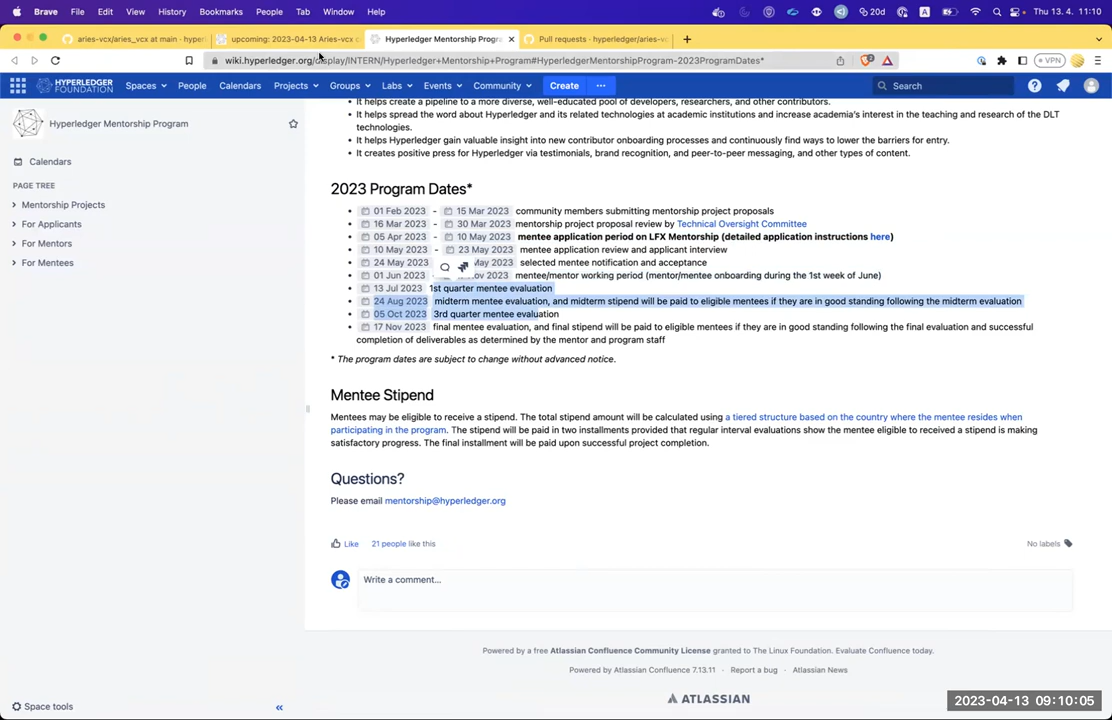 Brave File Edit View History Bookmarks People Tab Window Help 20d A Thu 13. 4. 11:10
aries-vcx/aries_vcx at main · hyperl
upcoming: 2023-04-13 Aries-vcx c
Hyperledger Mentorship Progra
Pull requests · hyperledger/aries-v
wiki.hyperledger.org/display/INTERN/Hyperledger+Mentorship+Program#HyperledgerMentorshipProgram-2023ProgramDates*
2
VPN
HYPERLEDGER FOUNDATION Spaces People Calendars Projects Groups Labs Events Community Create ··· Search
Hyperledger Mentorship Program
Calendars
PAGE TREE
Mentorship Projects
For Applicants
For Mentors
For Mentees
It helps create a pipeline to a more diverse, well-educated pool of developers, researchers, and other contributors.
It helps spread the word about Hyperledger and its related technologies at academic institutions and increase academia's interest in the teaching and research of the DLT
technologies.
It helps Hyperledger gain valuable insight into new contributor onboarding processes and continuously find ways to lower the barriers for entry.
It creates positive press for Hyperledger via testimonials, brand recognition, and peer-to-peer messaging, and other types of content.
2023 Program Dates*
01 Feb 2023 - 15 Mar 2023 community members submitting mentorship project proposals
16 Mar 2023 - 30 Mar 2023 mentorship project proposal review by Technical Oversight Committee
05 Apr 2023 - 10 May 2023 mentee application period on LFX Mentorship (detailed application instructions here)
10 May 2023 - 23 May 2023 mentee application review and applicant interview
24 May 2023 selected mentee notification and acceptance
01 Jun 2023 - Nov 2023 mentee/mentor working period (mentor/mentee onboarding during the 1st week of June)
13 Jul 2023 1st quarter mentee evaluation
24 Aug 2023 midterm mentee evaluation, and midterm stipend will be paid to eligible mentees if they are in good standing following the midterm evaluation
05 Oct 2023 3rd quarter mentee evaluation
17 Nov 2023 final mentee evaluation, and final stipend will be paid to eligible mentees if they are in good standing following the final evaluation and successful
completion of deliverables as determined by the mentor and program staff
* The program dates are subject to change without advanced notice.
Mentee Stipend
Mentees may be eligible to receive a stipend. The total stipend amount will be calculated using a tiered structure based on the country where the mentee resides when
participating in the program. The stipend will be paid in two installments provided that regular interval evaluations show the mentee eligible to received a stipend is making
satisfactory progress. The final installment will be paid upon successful project completion.
Questions?
Please email mentorship@hyperledger.org
Like 21 people like this No labels
Write a comment…
Powered by a free Atlassian Confluence Community License granted to The Linux Foundation. Evaluate Confluence today.
Powered by Atlassian Confluence 7.13.11 · Report a bug · Atlassian News
ATLASSIAN
Space tools «
2023-04-13 09:10:05